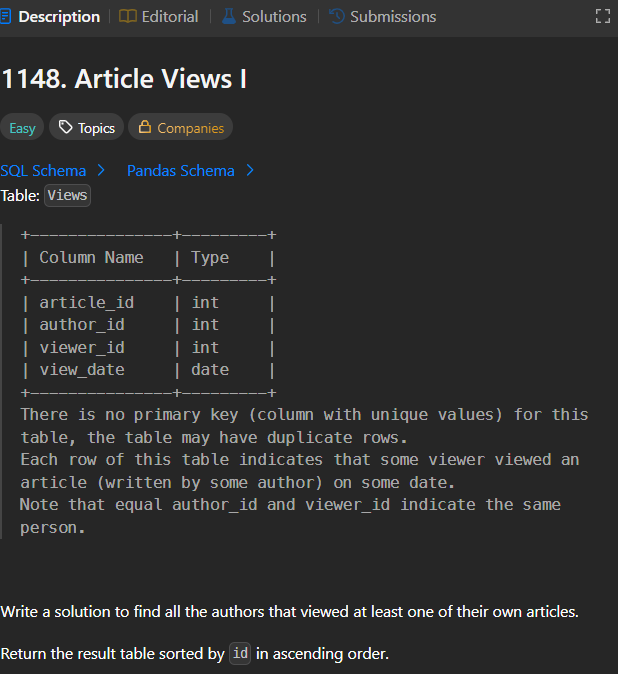 Description | Editorial | Solutions | Submissions
1148. Article Views I
Easy Topics Companies
SQL Schema > Pandas Schema >
Table: Views
+---------------+---------+
| Column Name   | Type    |
+---------------+---------+
| article_id    | int     |
| author_id     | int     |
| viewer_id     | int     |
| view_date     | date    |
+---------------+---------+
There is no primary key (column with unique values) for this
table, the table may have duplicate rows.
Each row of this table indicates that some viewer viewed an
article (written by some author) on some date.
Note that equal author_id and viewer_id indicate the same
person.
Write a solution to find all the authors that viewed at least one of their own articles.
Return the result table sorted by id in ascending order.